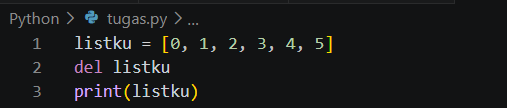 Python > tugas.py > ...
1 listku = [0, 1, 2, 3, 4, 5]
2 del listku
3 print(listku)